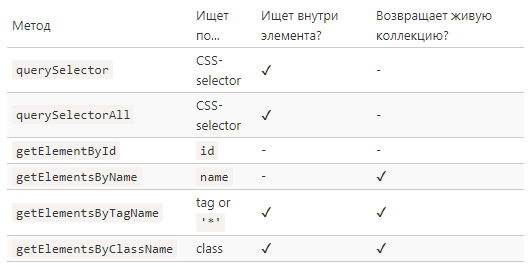 Метод Ищет по... Ищет внутри элемента? Возвращает живую коллекцию?
querySelector CSS-selector ✓ -
querySelectorAll CSS-selector ✓ -
getElementById id - -
getElementsByName name - ✓
getElementsByTagName tag or '*' ✓ ✓
getElementsByClassName class ✓ ✓